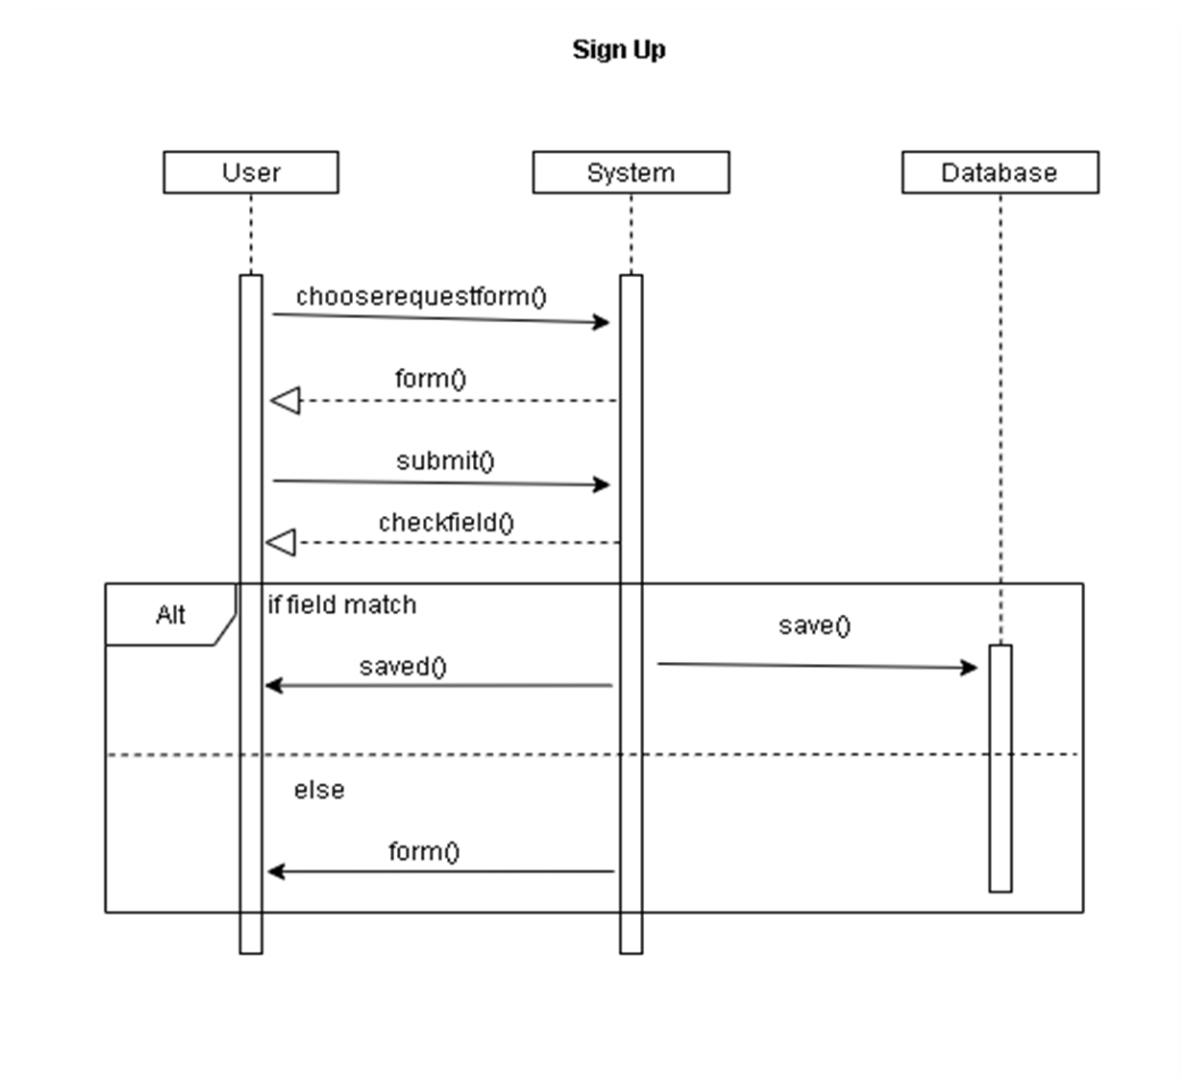 Sign Up
User
System
Database
chooserequestform()
form()
submit()
checkfield()
Alt
if field match
save()
saved()
else
form()